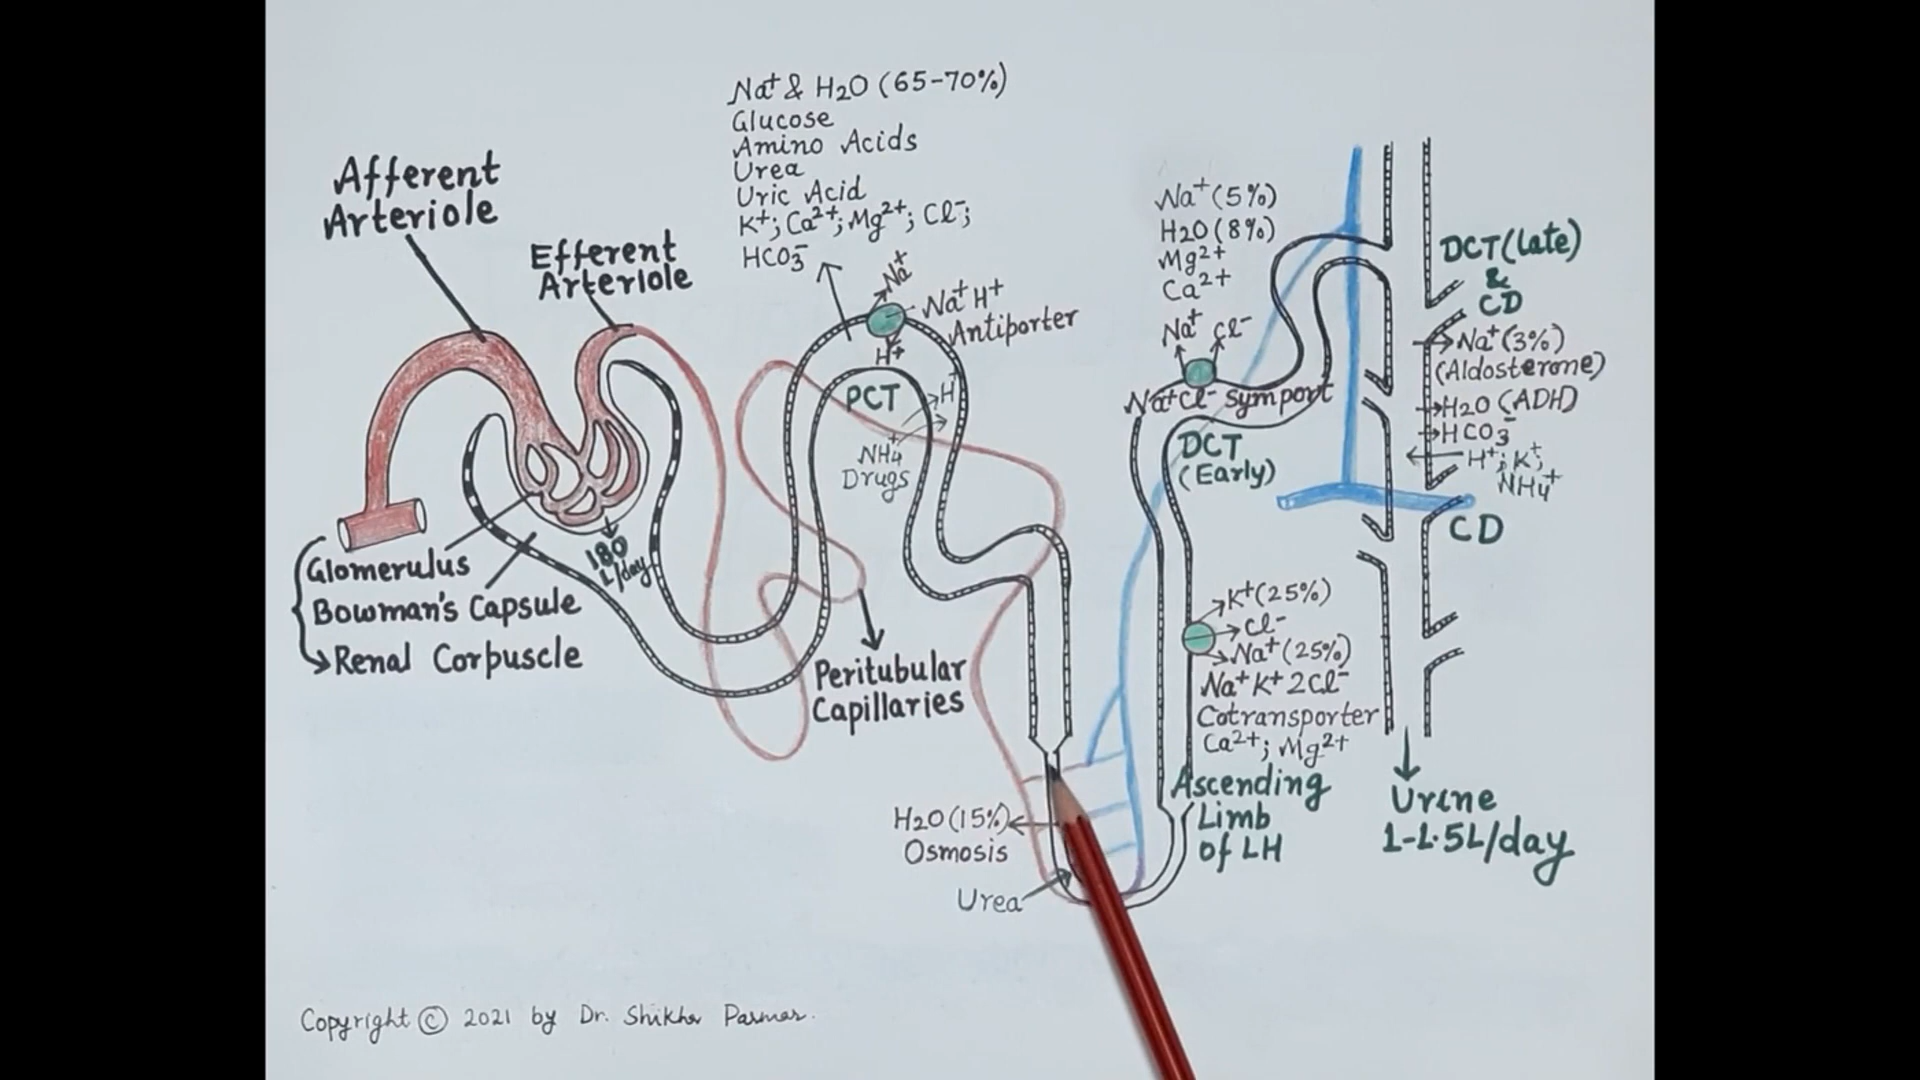 Afferent
Arteriole
Efferent
Arteriole
Glomerulus
Bowman's Capsule
Renal Corpuscle
180
L/day
Na+ & H2O (65-70%)
Glucose
Amino Acids
Urea
Uric Acid
K+; Ca2+; Mg2+; Cl-;
HCO3-
Na+
Na+H+
Antiporter
H+
PCT
H+
NH4+
Drugs
Peritubular
Capillaries
H2O (15%)
Osmosis
Urea
Na+ (5%)
H2O (8%)
Mg2+
Ca2+
Na+ Cl-
Na+Cl- symport
DCT
(Early)
K+ (25%)
Cl-
Na+ (25%)
Na+ K+ 2Cl-
Cotransporter
Ca2+; Mg2+
Ascending
Limb
of LH
DCT (late)
&
CD
Na+ (3%)
(Aldosterone)
H2O (ADH)
HCO3-
H+; K+;
NH4+
CD
Urine
1-1.5L/day
Copyright © 2021 by Dr. Shikha Parmar.